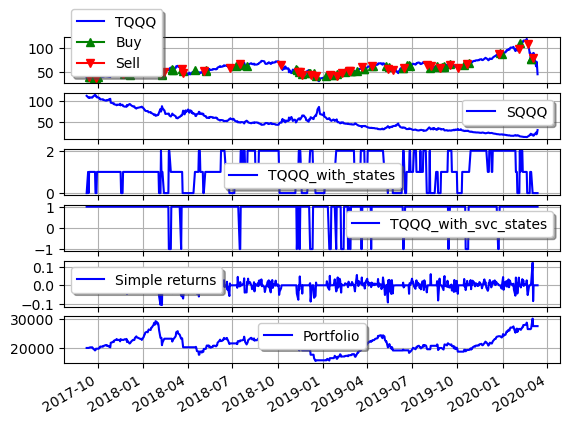 TQQQ
Buy
Sell
100
50
SQQQ
100
50
2
TQQQ_with_states
0
1
TQQQ_with_svc_states
0
−1
0.1
Simple returns
0.0
−0.1
30000
Portfolio
20000
2017-10 2018-01 2018-04 2018-07 2018-10 2019-01 2019-04 2019-07 2019-10 2020-01 2020-04